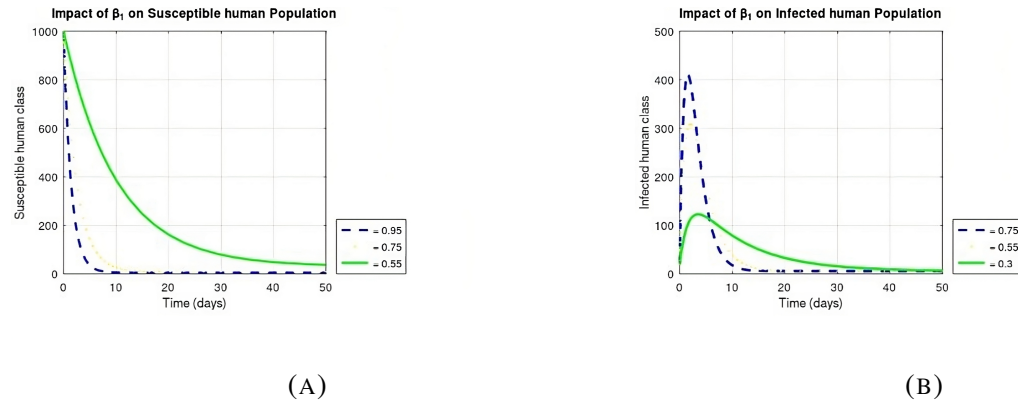 Impact of β₁ on Susceptible human Population
Susceptible human class
1000
800
600
400
200
0
0 10 20 30 40 50
Time (days)
= 0.95
= 0.75
= 0.55
(A)
Impact of β₁ on Infected human Population
Infected human class
500
400
300
200
100
0
0 10 20 30 40 50
Time (days)
= 0.75
= 0.55
= 0.3
(B)